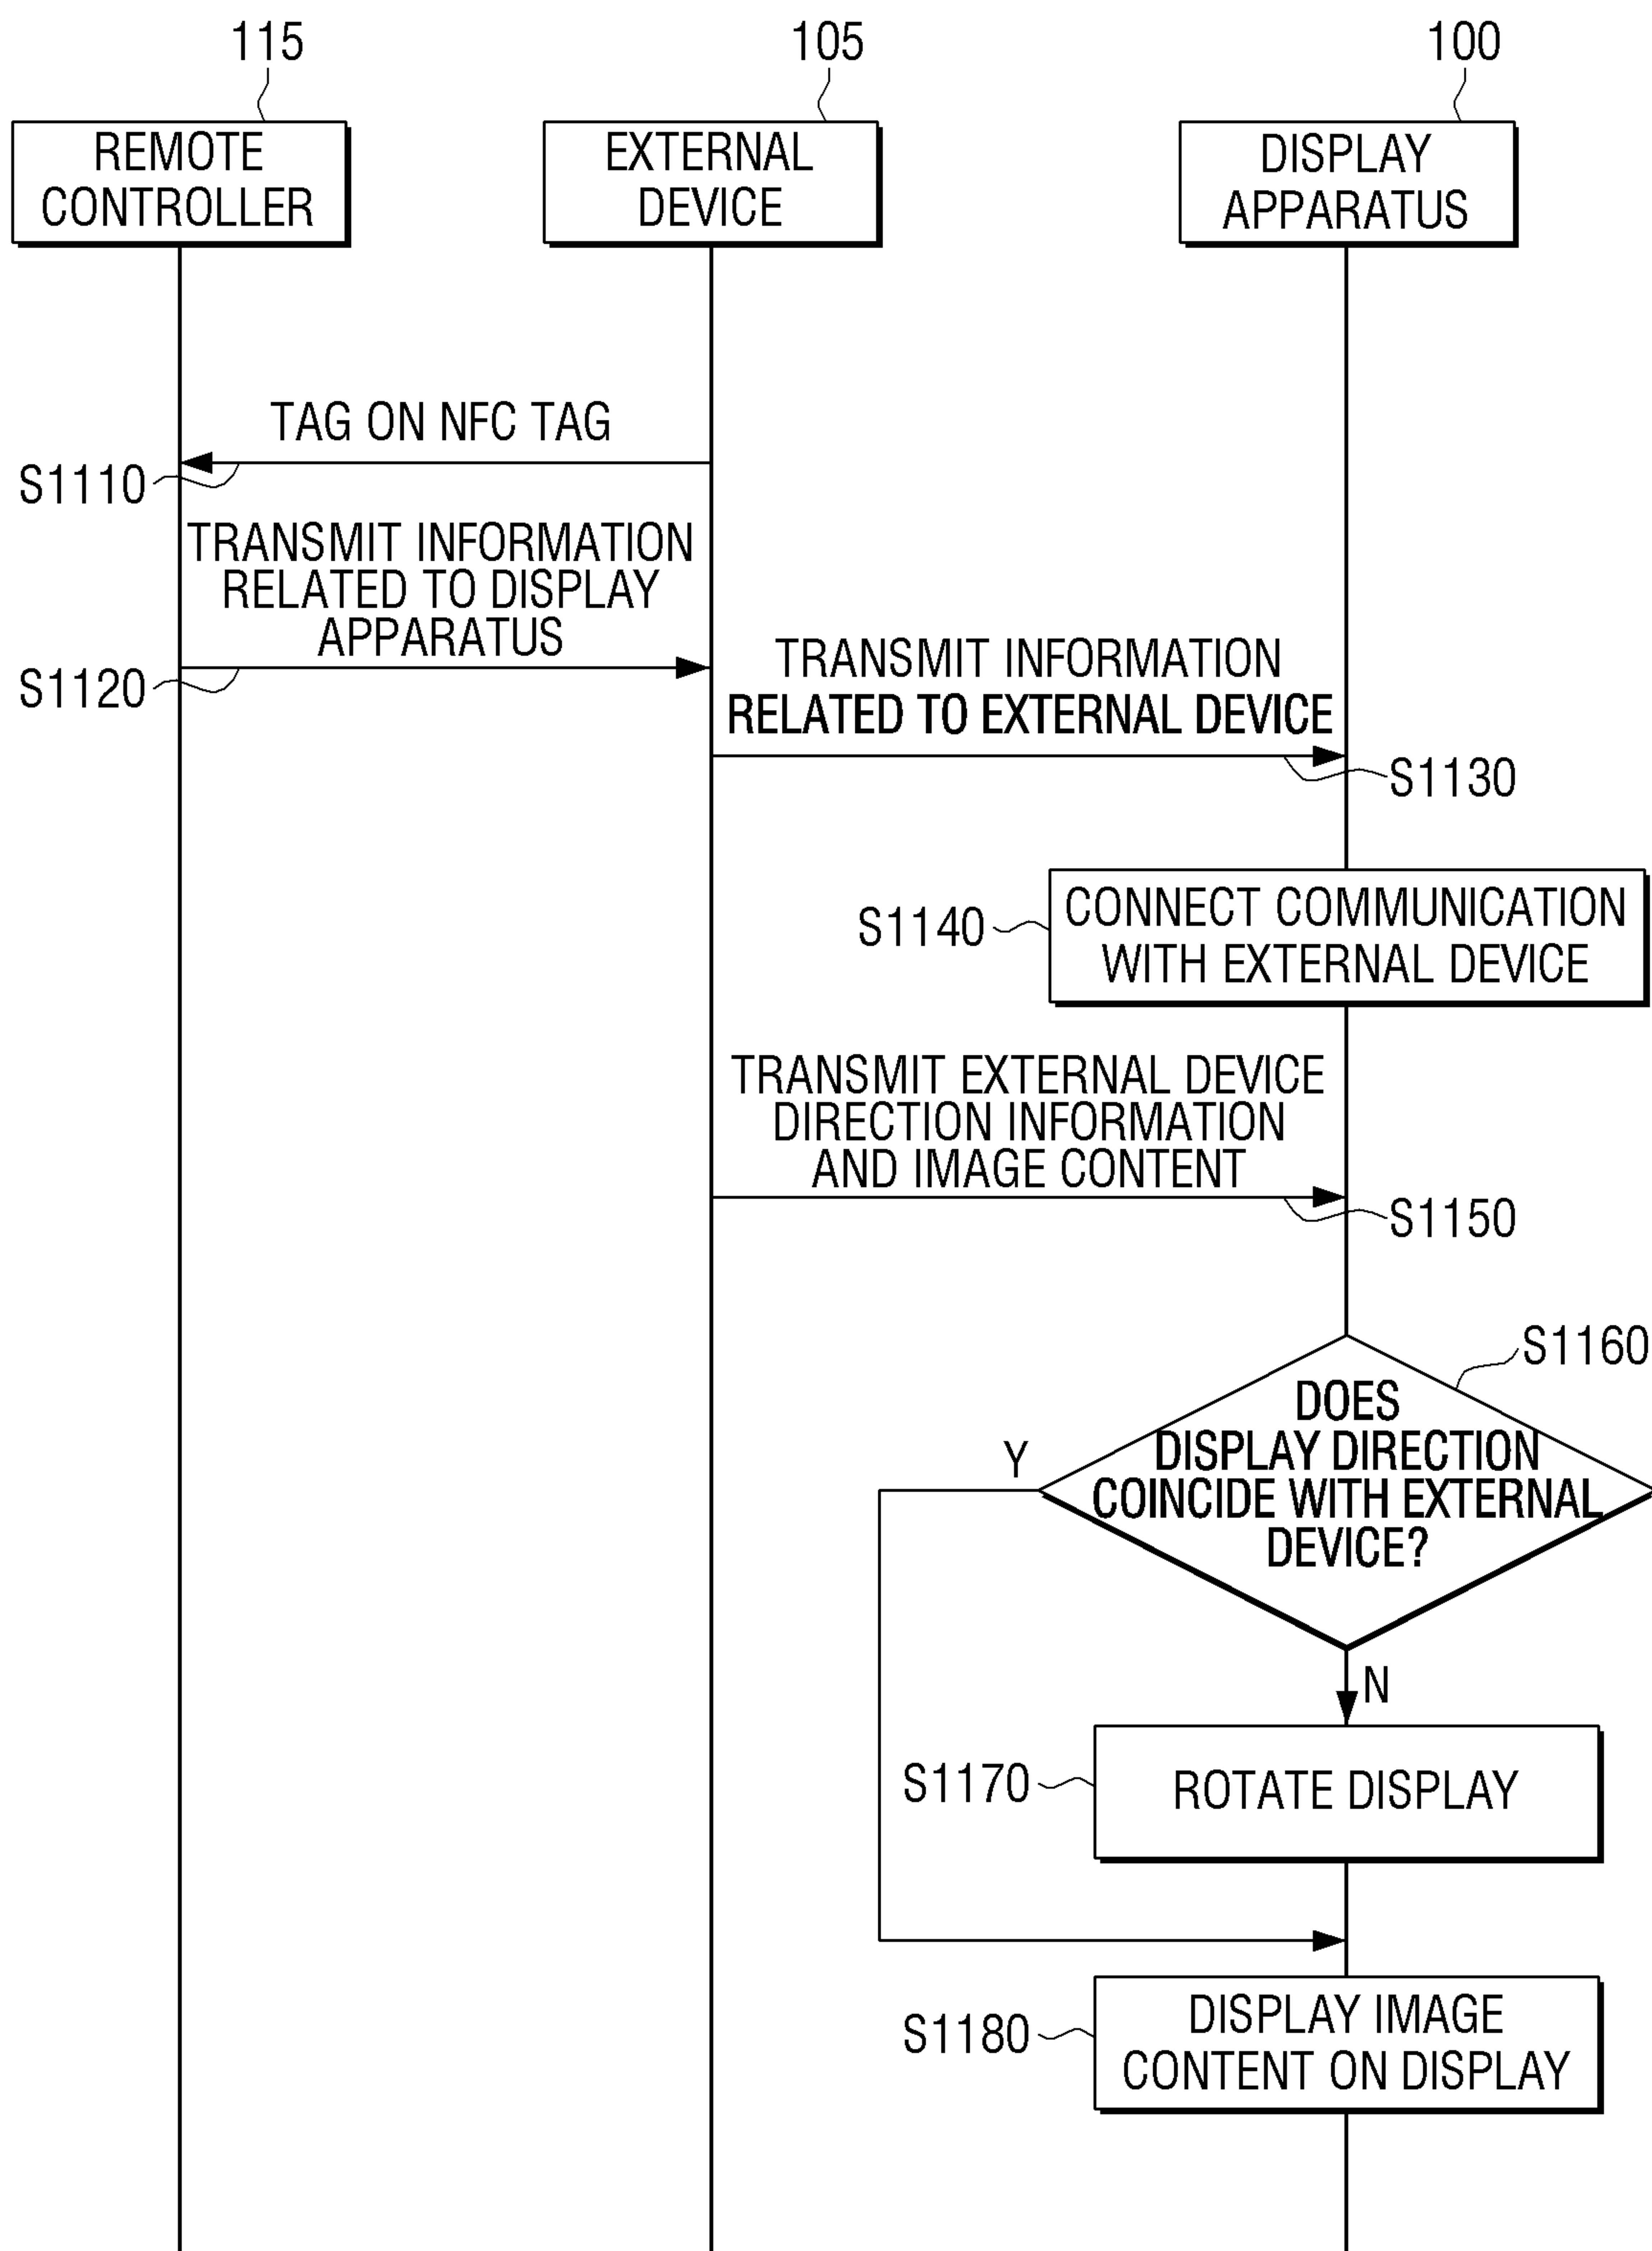 115
105
100
REMOTE
CONTROLLER
EXTERNAL
DEVICE
DISPLAY
APPARATUS
TAG ON NFC TAG
S1110
TRANSMIT INFORMATION
RELATED TO DISPLAY
APPARATUS
S1120
TRANSMIT INFORMATION
RELATED TO EXTERNAL DEVICE
S1130
S1140
CONNECT COMMUNICATION
WITH EXTERNAL DEVICE
TRANSMIT EXTERNAL DEVICE
DIRECTION INFORMATION
AND IMAGE CONTENT
S1150
S1160
DOES
DISPLAY DIRECTION
COINCIDE WITH EXTERNAL
DEVICE?
Y
N
S1170
ROTATE DISPLAY
S1180
DISPLAY IMAGE
CONTENT ON DISPLAY